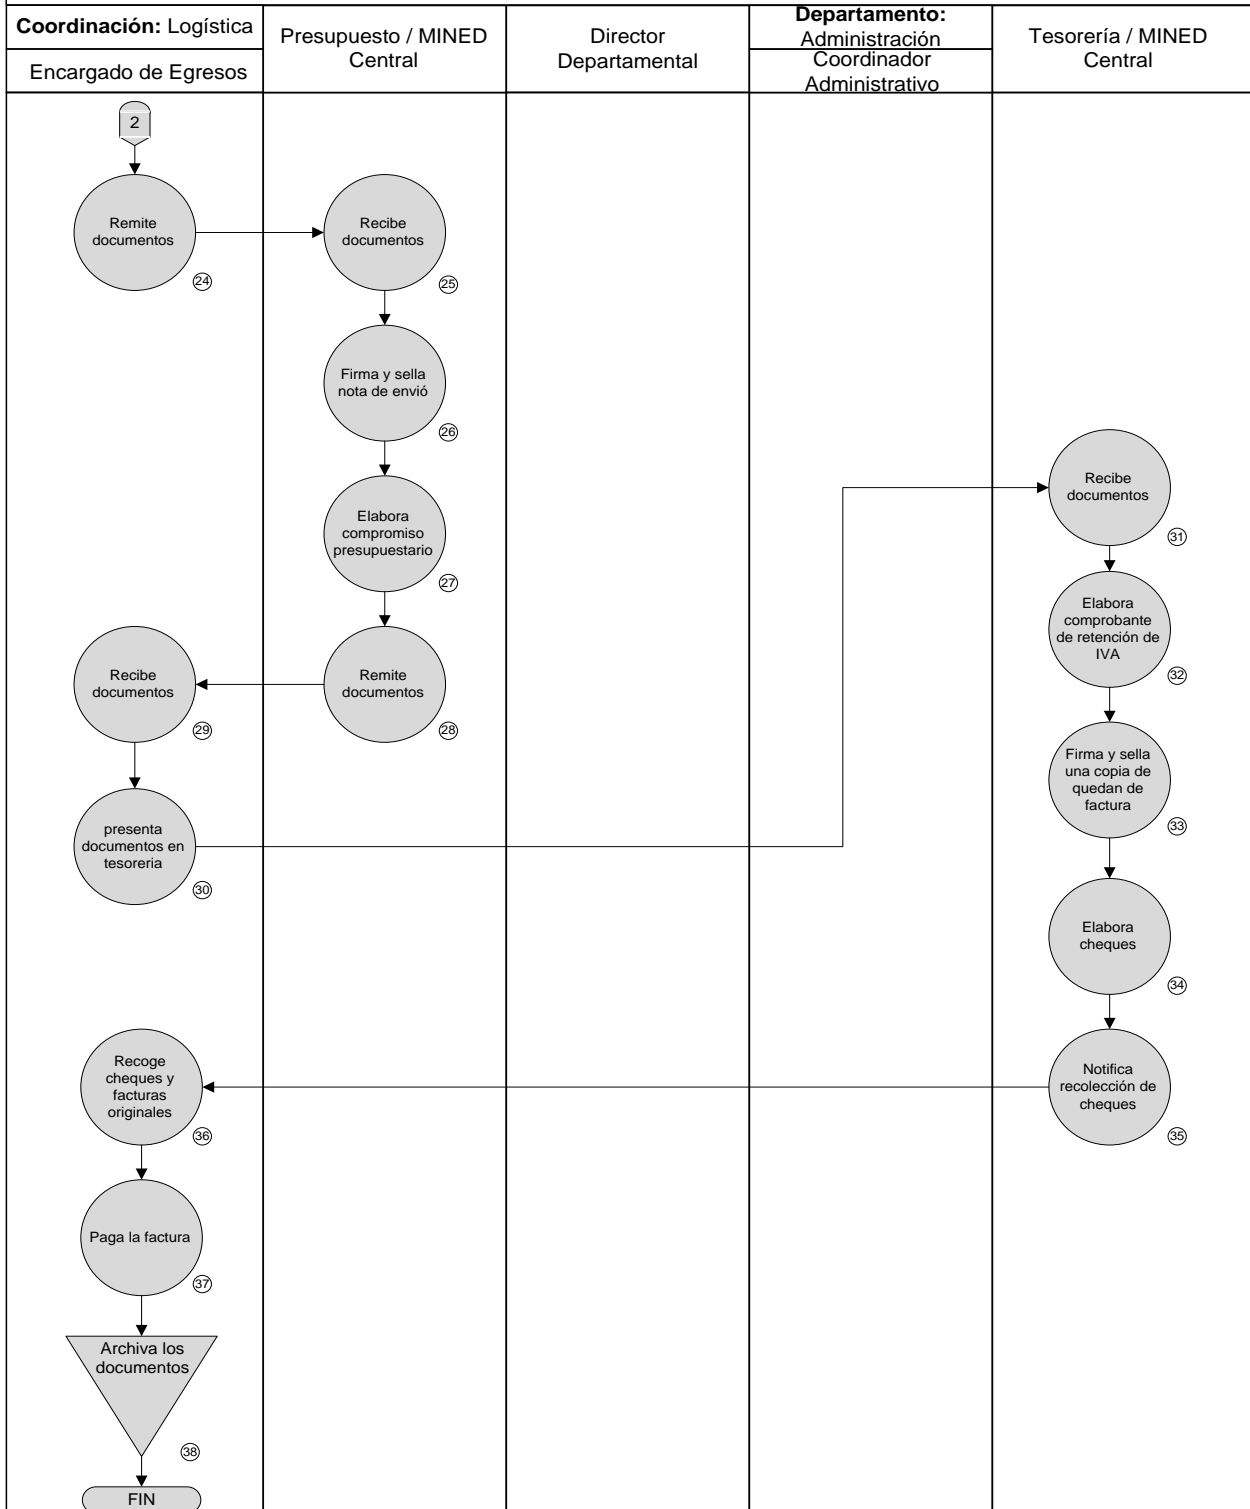 Coordinación: Logística
Encargado de Egresos
Presupuesto / MINED
Central
Director
Departamental
Departamento:
Administración
Coordinador
Administrativo
Tesorería / MINED
Central
2
Remite
documentos
24
Recibe
documentos
25
Firma y sella
nota de envió
26
Elabora
compromiso
presupuestario
27
Remite
documentos
28
Recibe
documentos
29
presenta
documentos en
tesoreria
30
Recibe
documentos
31
Elabora
comprobante
de retención de
IVA
32
Firma y sella
una copia de
quedan de
factura
33
Elabora
cheques
34
Notifica
recolección de
cheques
35
Recoge
cheques y
facturas
originales
36
Paga la factura
37
Archiva los
documentos
38
FIN